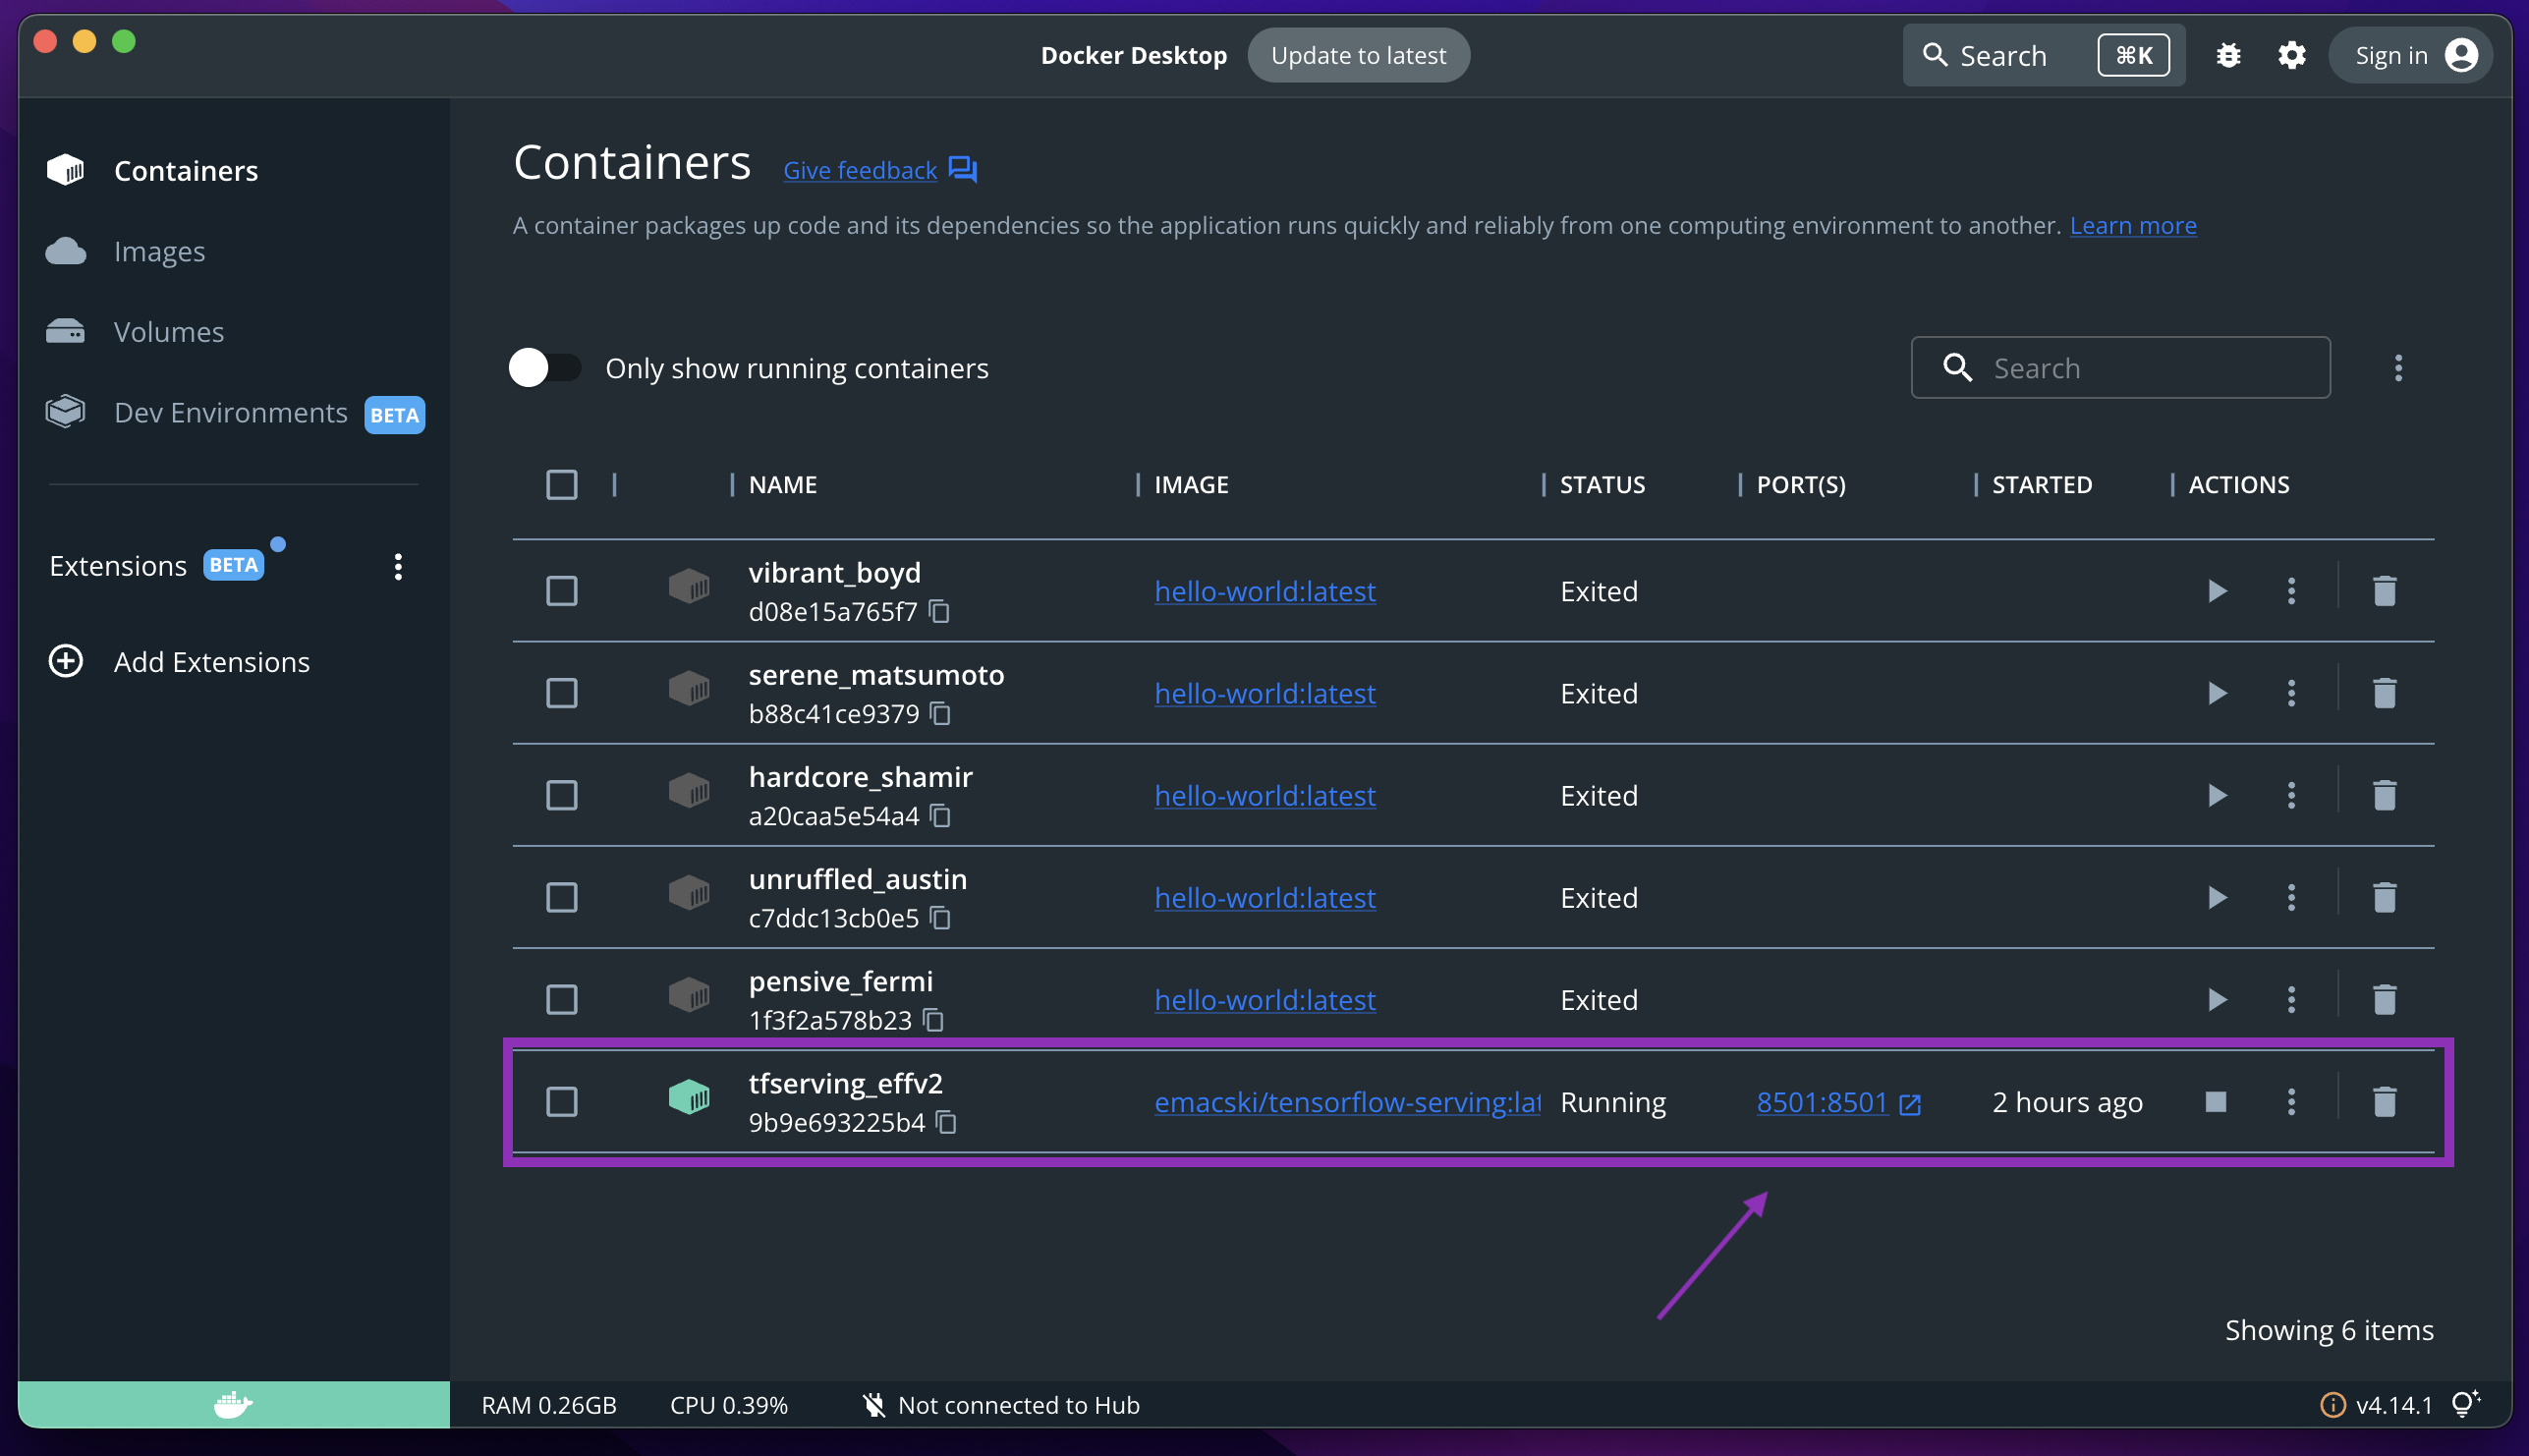 Docker Desktop
Update to latest
Search ⌘K
Sign in
Containers
Images
Volumes
Dev Environments BETA
Extensions BETA
Add Extensions
Containers Give feedback
A container packages up code and its dependencies so the application runs quickly and reliably from one computing environment to another. Learn more
Only show running containers
Search
NAME IMAGE STATUS PORT(S) STARTED ACTIONS
vibrant_boyd
d08e15a765f7
hello-world:latest Exited
serene_matsumoto
b88c41ce9379
hello-world:latest Exited
hardcore_shamir
a20caa5e54a4
hello-world:latest Exited
unruffled_austin
c7ddc13cb0e5
hello-world:latest Exited
pensive_fermi
1f3f2a578b23
hello-world:latest Exited
tfserving_effv2
9b9e693225b4
emacski/tensorflow-serving:lat Running 8501:8501 2 hours ago
Showing 6 items
RAM 0.26GB CPU 0.39% Not connected to Hub
v4.14.1